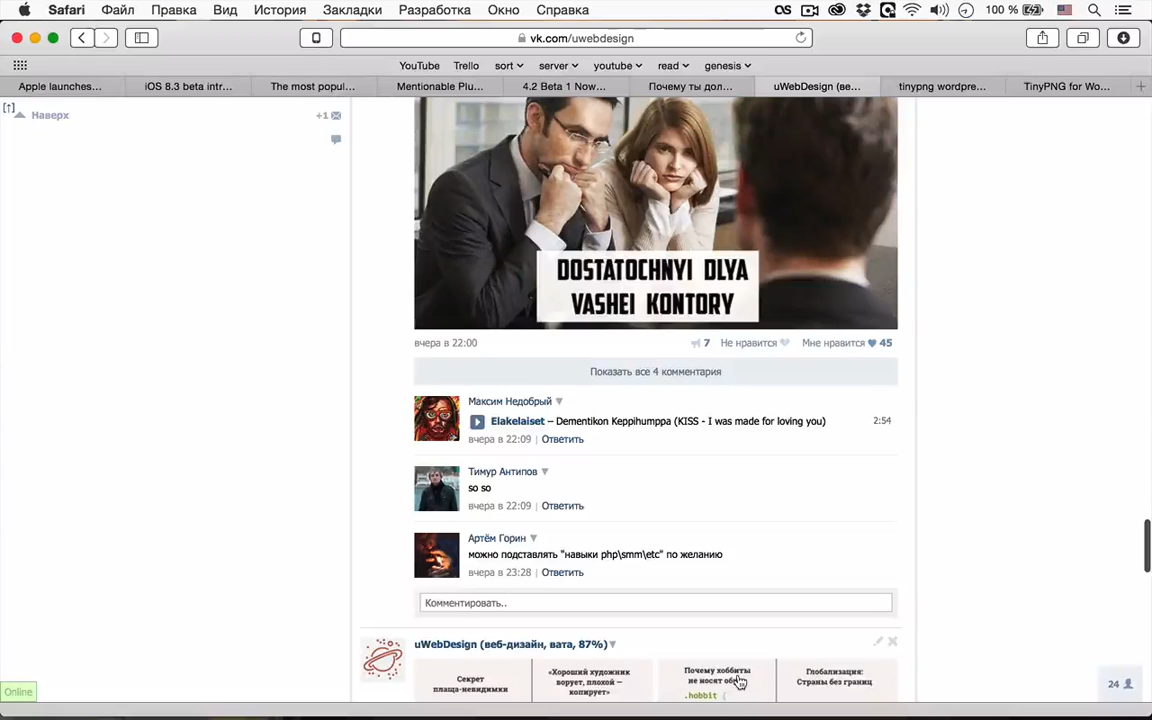 Safari Файл Правка Вид История Закладки Разработка Окно Справка 100 %
vk.com/uwebdesign
YouTube Trello sort server youtube read genesis
Apple launches... iOS 8.3 beta intr... The most popul... Mentionable Plu... 4.2 Beta 1 Now... Почему ты дол... uWebDesign (ве... tinypng wordpre... TinyPNG for Wo...
[↑] Наверх +1
DOSTATOCHNYI DLYA
VASHEI KONTORY
вчера в 22:00 7 Не нравится Мне нравится 45
Показать все 4 комментария
Максим Недобрый
Elakelaiset – Dementikon Keppihumppa (KISS - I was made for loving you) 2:54
вчера в 22:09 | Ответить
Тимур Антипов
so so
вчера в 22:09 | Ответить
Артём Горин
можно подставлять "навыки php\smm\etc" по желанию
вчера в 23:28 | Ответить
Комментировать..
uWebDesign (веб-дизайн, вата, 87%)
Секрет
плаща-невидимки
«Хороший художник
ворует, плохой –
копирует»
Почему хоббиты
не носят
.hobbit {
Глобализация:
Страны без границ
Online
24